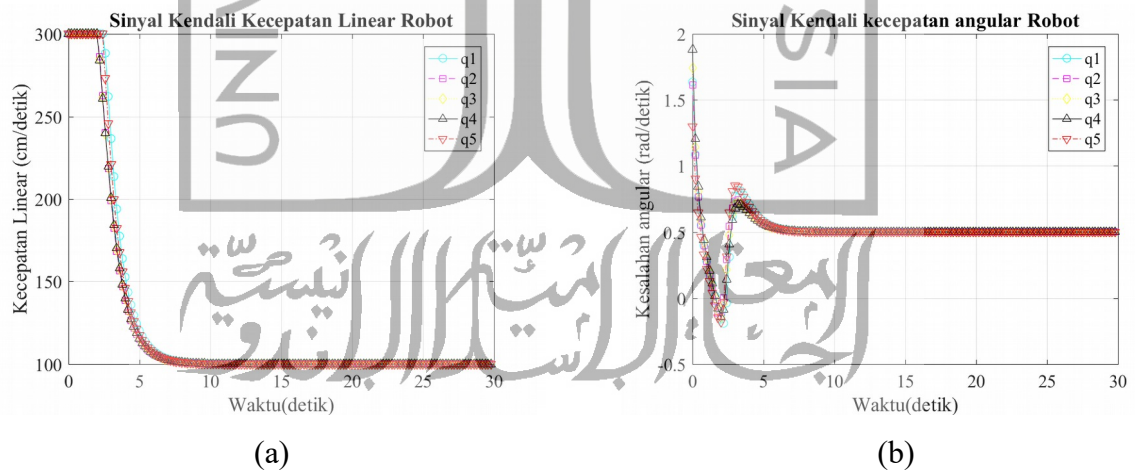 Sinyal Kendali Kecepatan Linear Robot
300
250
200
150
100
0 5 10 15 20 25 30
Kecepatan Linear (cm/detik)
Waktu(detik)
q1
q2
q3
q4
q5
(a)
Sinyal Kendali kecepatan angular Robot
2
1.5
1
0.5
0
-0.5
0 5 10 15 20 25 30
Kesalahan angular (rad/detik)
Waktu(detik)
q1
q2
q3
q4
q5
(b)
SIA